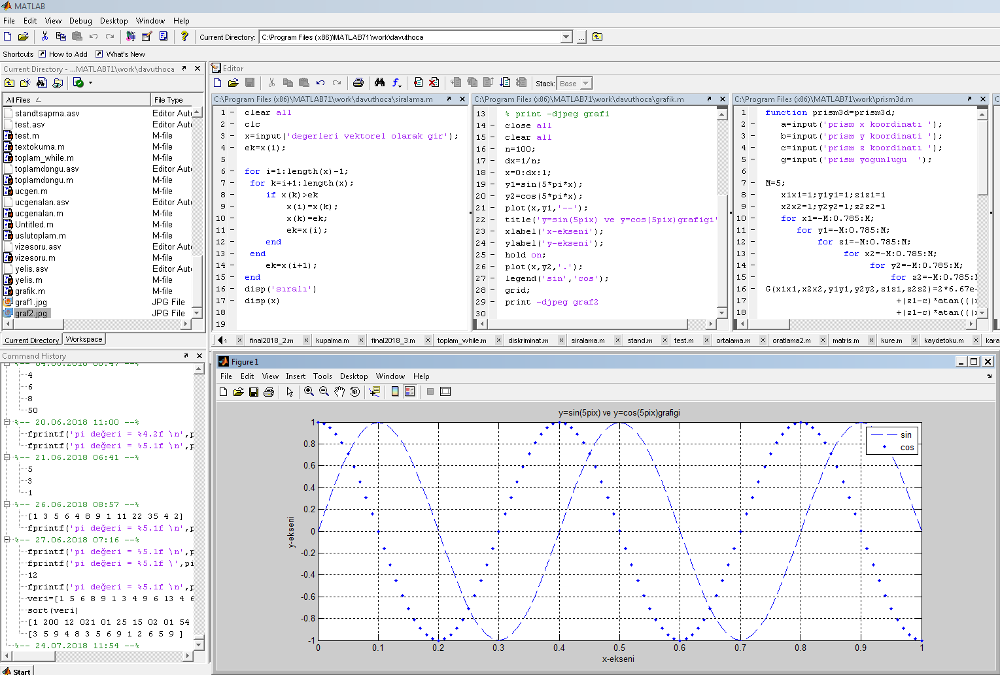 MATLAB
File Edit View Debug Desktop Window Help
Current Directory: C:\Program Files (x86)\MATLAB71\work\davuthoca ...
Shortcuts How to Add What's New
Current Directory - ...MATLAB71\work\davuthoca
All Files File Type
standtsapma.asv Editor Auto
test.asv Editor Auto
test.m M-file
textokuma.m M-file
toplam_while.m M-file
toplamdongu.asv Editor Auto
toplamdongu.m M-file
ucgen.m M-file
ucgenalan.asv Editor Auto
ucgenalan.m M-file
Untitled.m M-file
uslutoplam.m M-file
vizesoru.asv Editor Auto
vizesoru.m M-file
yelis.asv Editor Auto
yelis.m M-file
grafik.m M-file
graf1.jpg JPG File
graf2.jpg JPG File
Current Directory Workspace
Command History
%-- 04.06.2018 08:47 --%
4
6
8
50
%-- 20.06.2018 11:00 --%
fprintf('pi değeri = %4.2f \n',p
fprintf('pi değeri = %5.1f \n',p
%-- 21.06.2018 06:41 --%
5
3
1
%-- 26.06.2018 08:57 --%
[1 3 5 6 4 8 9 1 11 22 35 4 2]
fprintf('pi değeri = %5.1f \n',p
%-- 27.06.2018 07:16 --%
fprintf('pi değeri = %5.1f \n',p
fprintf('pi değeri = %5.1f \',pi
12
fprintf('pi değeri = %5.1f \n',p
veri=[1 5 6 8 9 1 3 4 9 6 13 4 6
sort(veri)
[1 200 12 021 01 25 15 02 01 54
[3 5 9 4 8 3 5 6 9 1 2 6 5 9 ]
%-- 24.07.2018 11:54 --%
Start
Editor
Stack: Base
C:\Program Files (x86)\MATLAB71\work\davuthoca\siralama.m
1 - clear all
2 - clc
3 - x=input('degerleri vektorel olarak gir');
4 - ek=x(1);
5
6 - for i=1:length(x)-1;
7 - for k=i+1:length(x);
8 - if x(k)>ek
9 - x(i)=x(k);
10 - x(k)=ek;
11 - ek=x(i);
12 - end
13 - end
14 - ek=x(i+1);
15 - end
16 - disp('sıralı')
17 - disp(x)
18
19
C:\Program Files (x86)\MATLAB71\work\davuthoca\grafik.m
13 % print -djpeg graf1
14 - close all
15 - clear all
16 - n=100;
17 - dx=1/n;
18 - x=0:dx:1;
19 - y1=sin(5*pi*x);
20 - y2=cos(5*pi*x);
21 - plot(x,y1,'--');
22 - title('y=sin(5pix) ve y=cos(5pix)grafigi'
23 - xlabel('x-ekseni');
24 - ylabel('y-ekseni');
25 - hold on;
26 - plot(x,y2,'.');
27 - legend('sin','cos');
28 - grid;
29 - print -djpeg graf2
30
C:\Program Files (x86)\MATLAB71\work\prism3d.m
1 - function prism3d=prism3d;
2 - a=input('prism x koordinatı ');
3 - b=input('prism y koordinatı ');
4 - c=input('prism z koordinatı ');
5 - g=input('prism yogunlugu  ');
6
7 - M=5;
8 - x1x1=1;y1y1=1;z1z1=1
9 - x2x2=1;y2y2=1;z2z2=1
10 - for x1=-M:0.785:M;
11 - for y1=-M:0.785:M;
12 - for z1=-M:0.785:M;
13 - for x2=-M:0.785:M;
14 - for y2=-M:0.785:M;
15 - for z2=-M:0.785:M
16 - G(x1x1,x2x2,y1y1,y2y2,z1z1,z2z2)=2*6.67e-
17 +(z1-c)*atan(((x
18 +(z1-c)*atan(((x
final2018_2.m kupalma.m final2018_3.m toplam_while.m diskriminat.m siralama.m stand.m test.m ortalama.m oratlama2.m matris.m kure.m kaydetoku.m kara
Figure 1
File Edit View Insert Tools Desktop Window Help
y=sin(5pix) ve y=cos(5pix)grafigi
sin
cos
1
0.8
0.6
0.4
0.2
0
-0.2
-0.4
-0.6
-0.8
-1
y-ekseni
0 0.1 0.2 0.3 0.4 0.5 0.6 0.7 0.8 0.9 1
x-ekseni